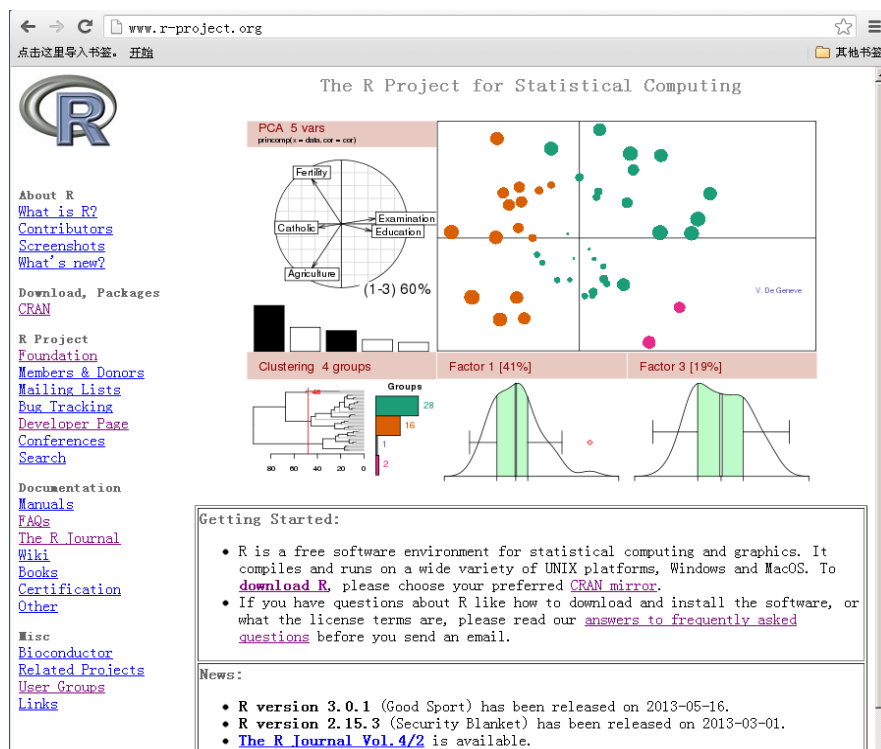 www.r-project.org
点击这里导入书签。 开始
其他书签
R
The R Project for Statistical Computing
About R
What is R?
Contributors
Screenshots
What's new?
Download, Packages
CRAN
R Project
Foundation
Members & Donors
Mailing Lists
Bug Tracking
Developer Page
Conferences
Search
Documentation
Manuals
FAQs
The R Journal
Wiki
Books
Certification
Other
Misc
Bioconductor
Related Projects
User Groups
Links
PCA 5 vars
princomp(x = data, cor = cor)
Fertility
Catholic
Examination
Education
Agriculture
(1-3) 60%
V. De Geneve
Clustering 4 groups
Factor 1 [41%]
Factor 3 [19%]
Groups
28
16
1
2
80 60 40 20 0
Getting Started:
• R is a free software environment for statistical computing and graphics. It
compiles and runs on a wide variety of UNIX platforms, Windows and MacOS. To
download R, please choose your preferred CRAN mirror.
• If you have questions about R like how to download and install the software, or
what the license terms are, please read our answers to frequently asked
questions before you send an email.
News:
• R version 3.0.1 (Good Sport) has been released on 2013-05-16.
• R version 2.15.3 (Security Blanket) has been released on 2013-03-01.
• The R Journal Vol.4/2 is available.